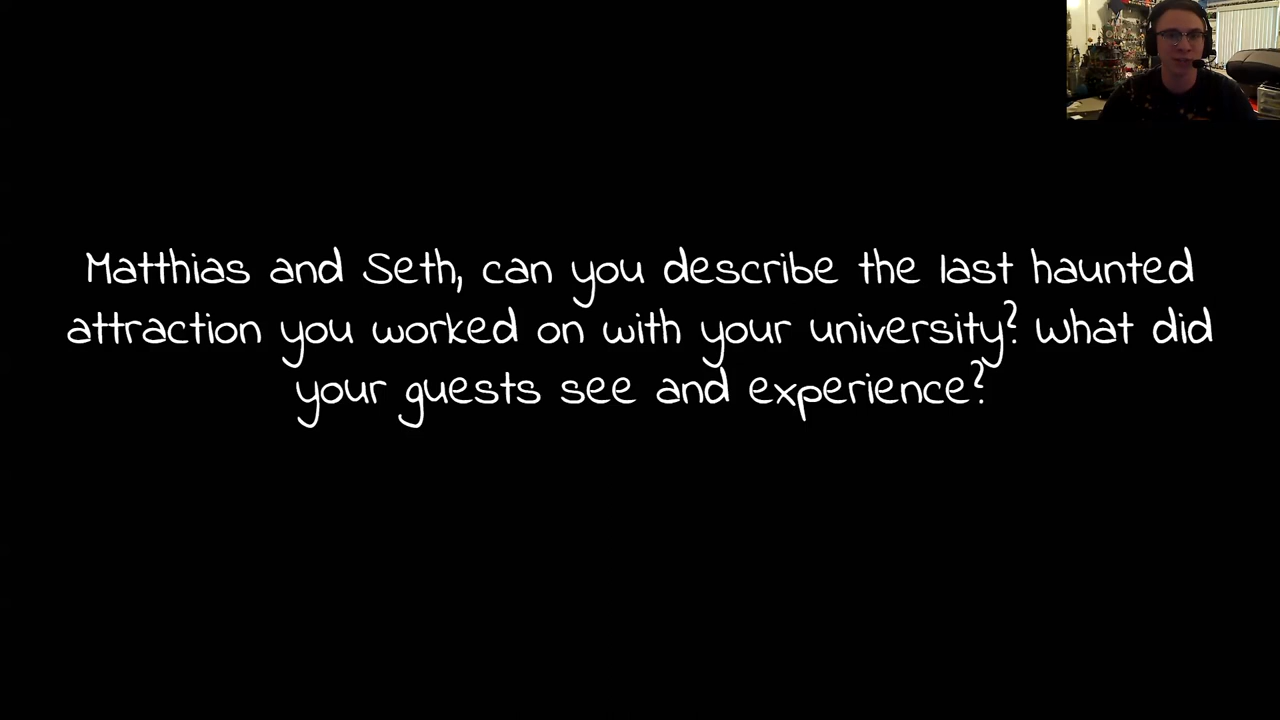 Matthias and Seth, can you describe the last haunted
attraction you worked on with your university? What did
your guests see and experience?